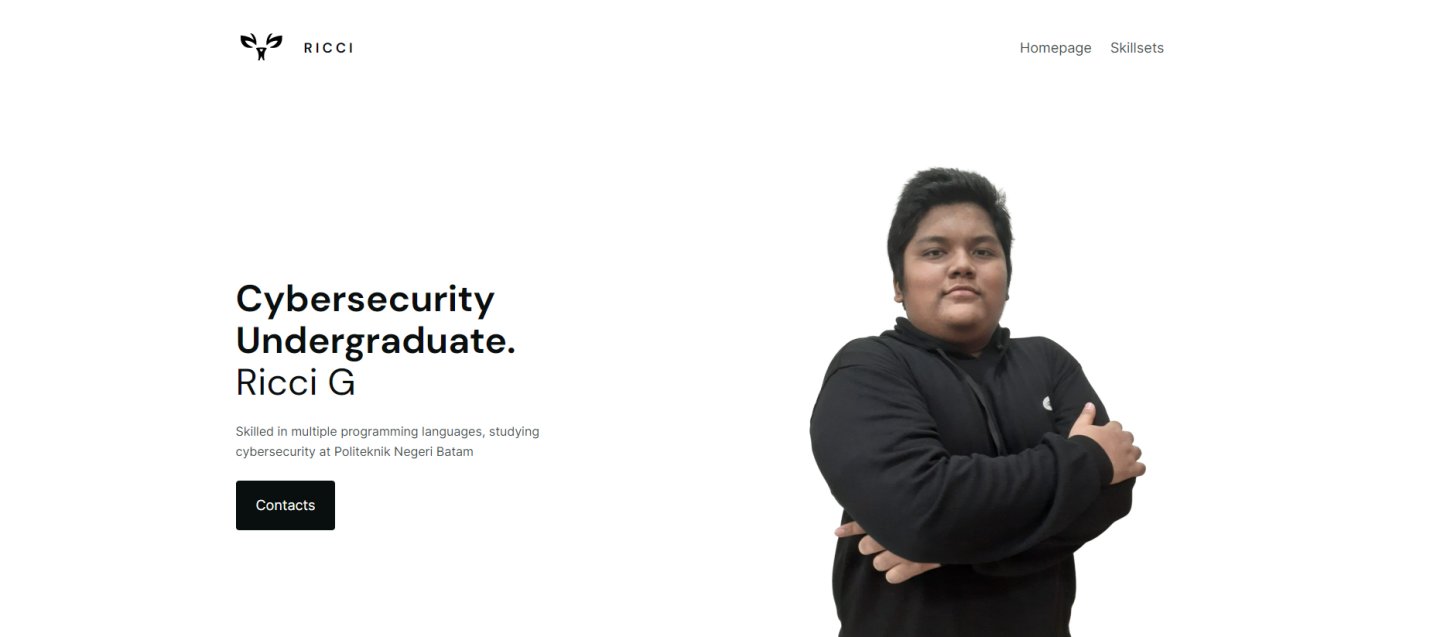 RICCI
Homepage
Skillsets
Cybersecurity
Undergraduate.
Ricci G
Skilled in multiple programming languages, studying
cybersecurity at Politeknik Negeri Batam
Contacts